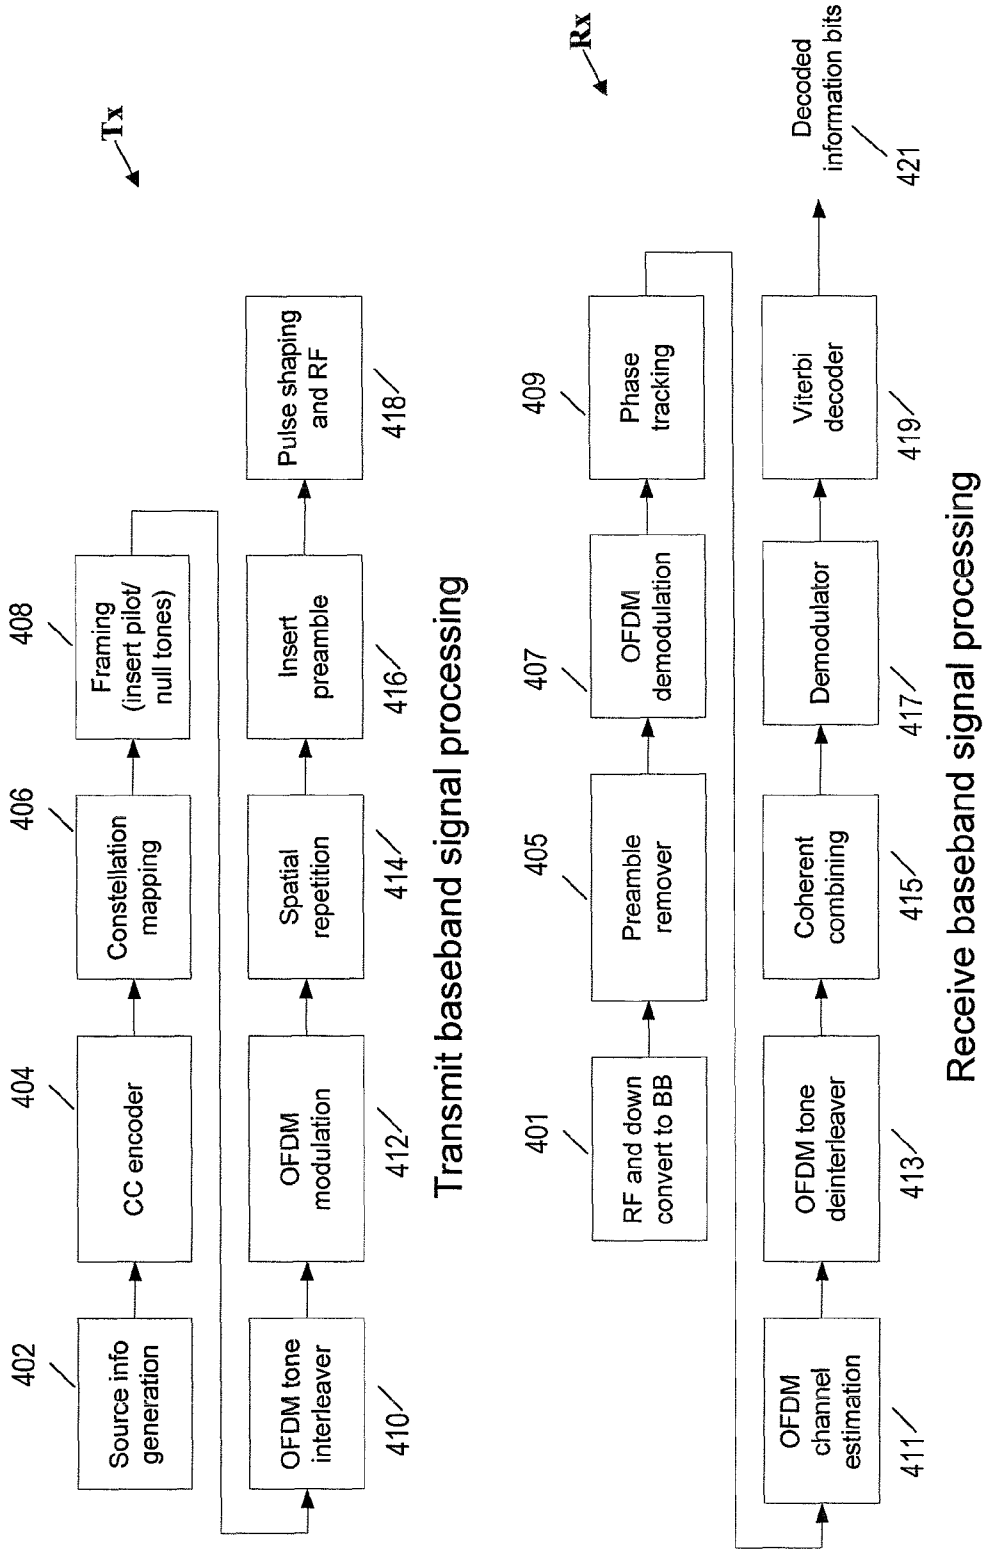 Tx
402
Source info
generation
404
CC encoder
406
Constellation
mapping
408
Framing
(insert pilot/
null tones)
OFDM tone
interleaver
410
OFDM
modulation
412
Spatial
repetition
414
Insert
preamble
416
Pulse shaping
and RF
418
Transmit baseband signal processing
Rx
401
RF and down
convert to BB
405
Preamble
remover
407
OFDM
demodulation
409
Phase
tracking
OFDM
channel
estimation
411
OFDM tone
deinterleaver
413
Coherent
combining
415
Demodulator
417
Viterbi
decoder
419
Decoded
information bits
421
Receive baseband signal processing